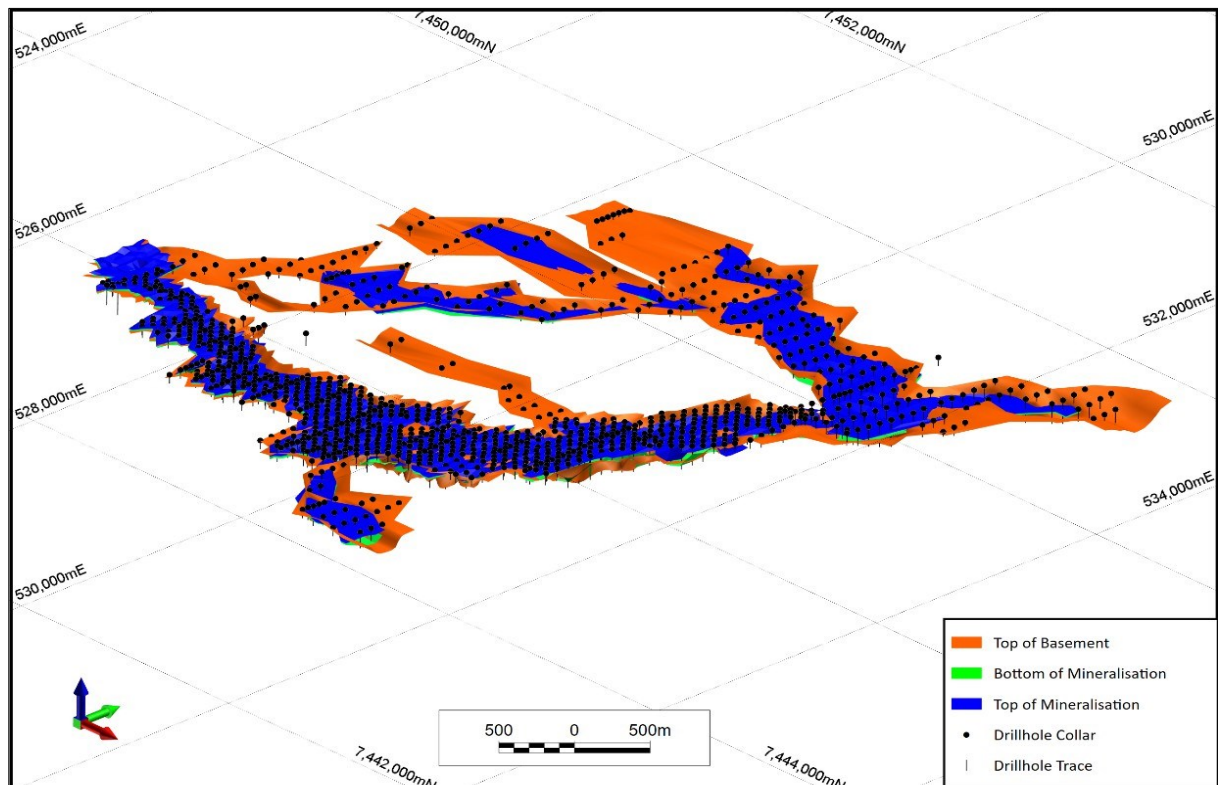 524,000mE
7,450,000mN
7,452,000mN
530,000mE
526,000mE
532,000mE
528,000mE
534,000mE
530,000mE
7,442,000mN
7,444,000mN
500 0 500m
Top of Basement
Bottom of Mineralisation
Top of Mineralisation
Drillhole Collar
Drillhole Trace